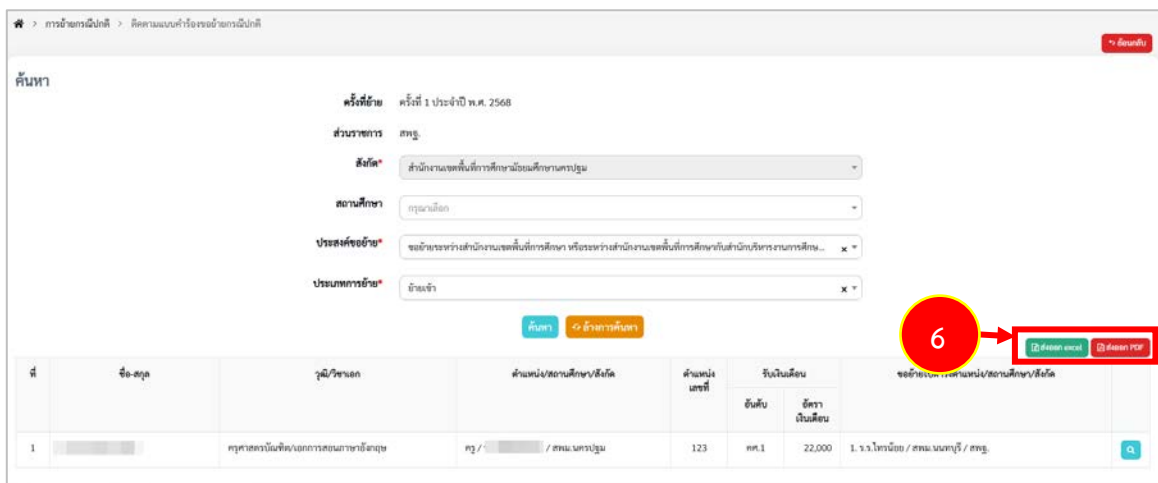 > การย้ายกรณีปกติ > ติดตามแบบคำร้องขอย้ายกรณีปกติ
ย้อนกลับ
ค้นหา
ครั้งที่ย้าย ครั้งที่ 1 ประจำปี พ.ศ. 2568
ส่วนราชการ สพฐ.
สังกัด* สำนักงานเขตพื้นที่การศึกษามัธยมศึกษานครปฐม
สถานศึกษา กรุณาเลือก
ประสงค์ขอย้าย* ขอย้ายระหว่างสำนักงานเขตพื้นที่การศึกษา หรือระหว่างสำนักงานเขตพื้นที่การศึกษากับสำนักบริหารงานการศึกษ... ×
ประเภทการย้าย* ย้ายเข้า ×
ค้นหา ล้างการค้นหา
6
ส่งออก excel ส่งออก PDF
ที่ ชื่อ-สกุล วุฒิ/วิชาเอก ตำแหน่ง/สถานศึกษา/สังกัด ตำแหน่งเลขที่ รับเงินเดือน ตำแหน่ง/สถานศึกษา/สังกัด
อันดับ อัตราเงินเดือน
1 ครุศาสตรบัณฑิต/เอกการสอนภาษาอังกฤษ ครู / / สพม.นครปฐม 123 คศ.1 22,000 1. ร.ร.ไทรน้อย / สพม.นนทบุรี / สพฐ.